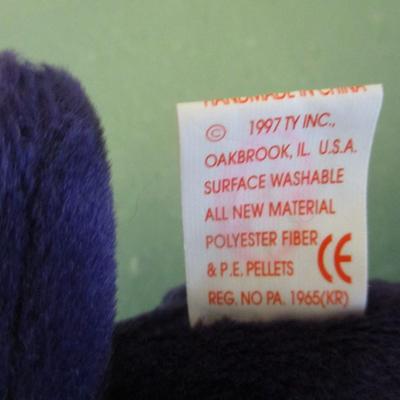 HANDMADE IN CHINA
© 1997 TY INC.,
OAKBROOK, IL. U.S.A.
SURFACE WASHABLE
ALL NEW MATERIAL
POLYESTER FIBER
& P.E. PELLETS CE
REG. NO PA. 1965(KR)